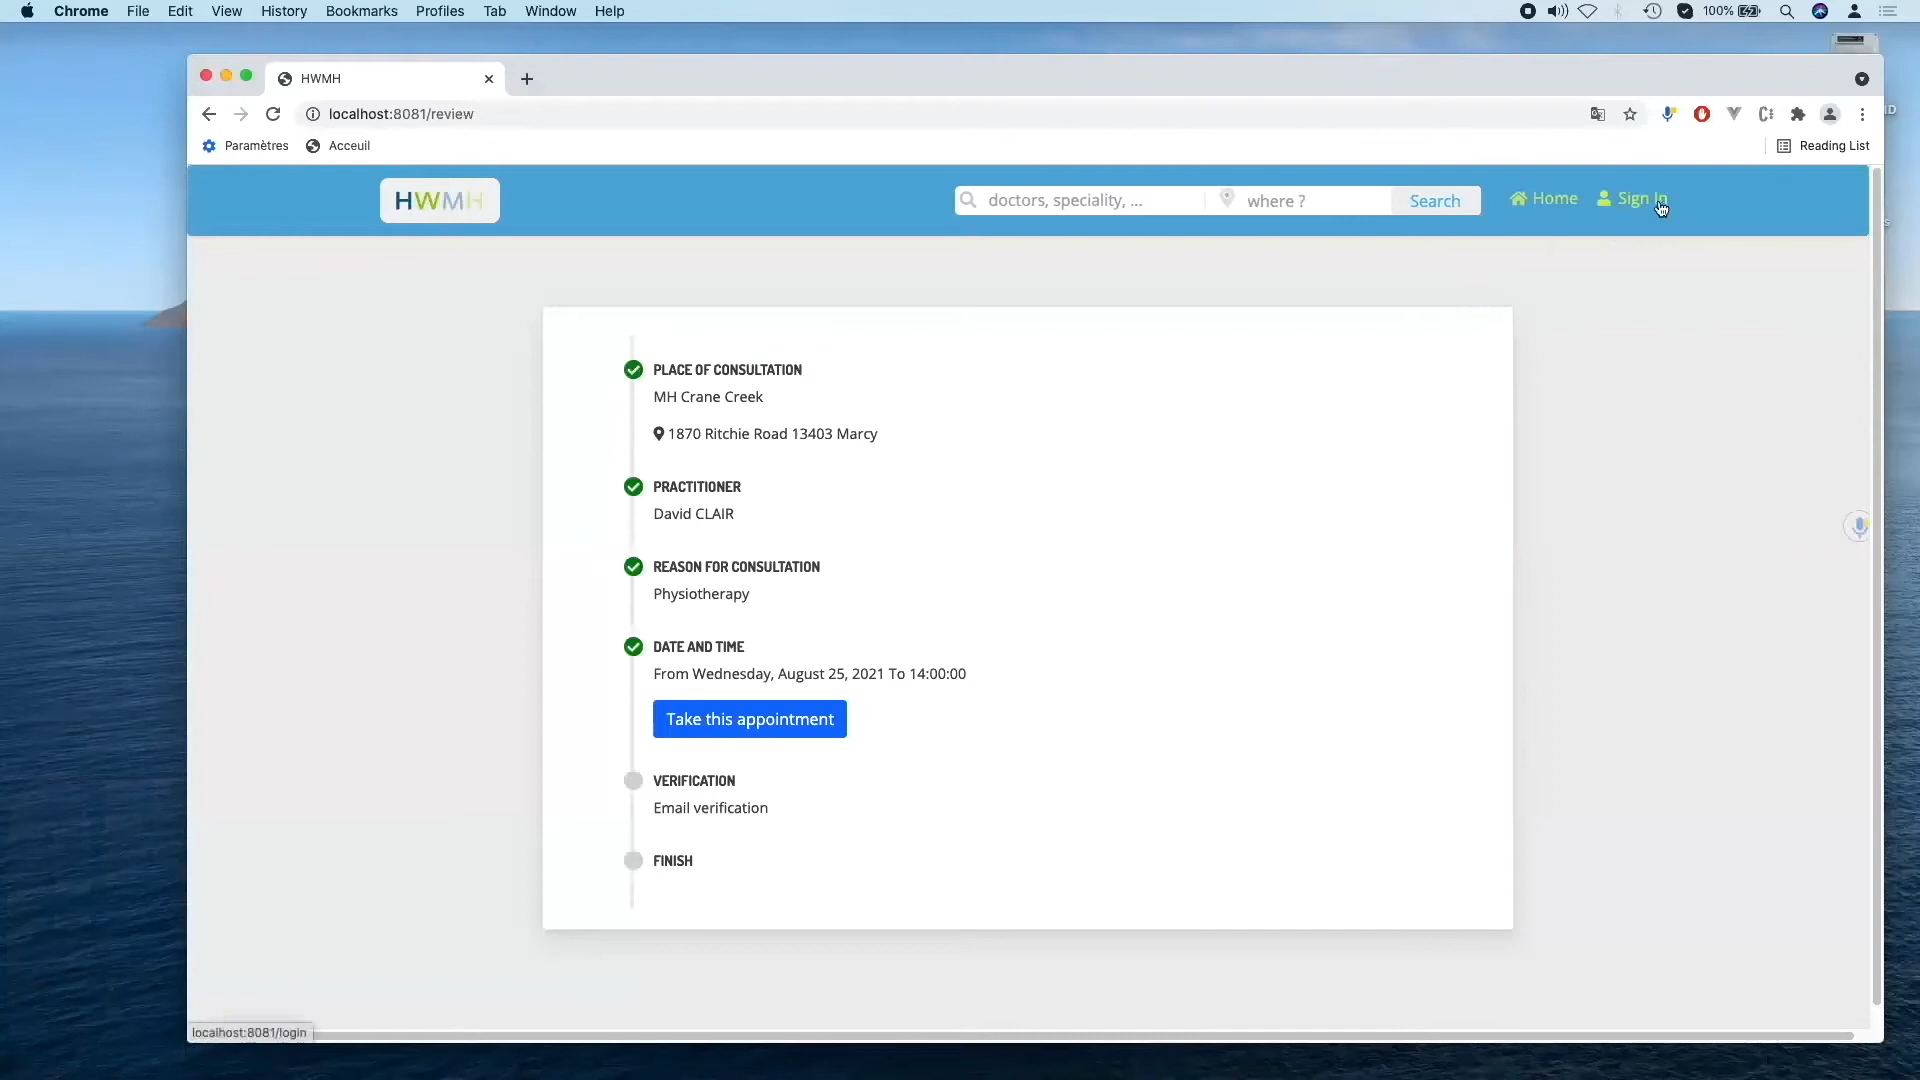 Chrome File Edit View History Bookmarks Profiles Tab Window Help
100%
HWMH
localhost:8081/review
Paramètres Acceuil
Reading List
HWMH
doctors, speciality, ... where ? Search Home Sign In
PLACE OF CONSULTATION
MH Crane Creek
1870 Ritchie Road 13403 Marcy
PRACTITIONER
David CLAIR
REASON FOR CONSULTATION
Physiotherapy
DATE AND TIME
From Wednesday, August 25, 2021 To 14:00:00
Take this appointment
VERIFICATION
Email verification
FINISH
localhost:8081/login